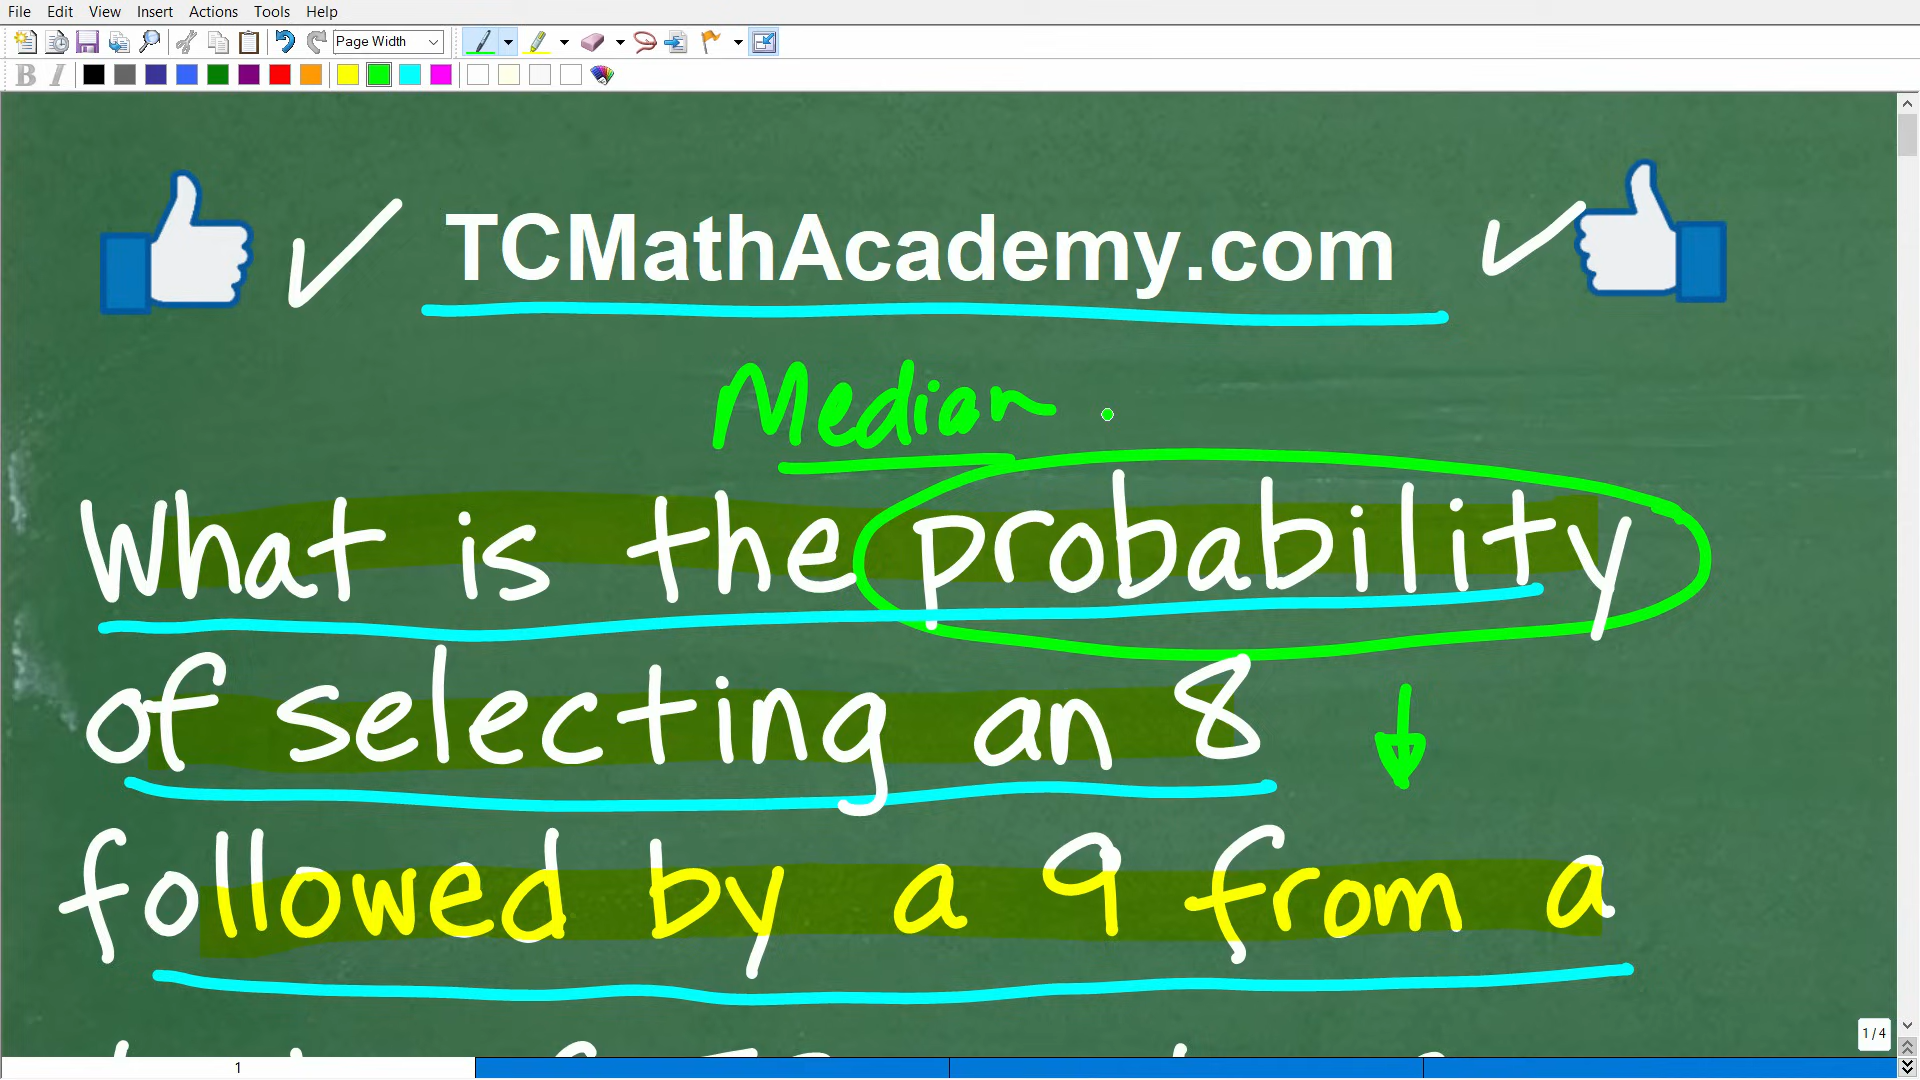 File Edit View Insert Actions Tools Help
Page Width
B I
TCMathAcademy.com
Median
What is the probability
of selecting an 8
followed by a 9 from a
1 / 4
1